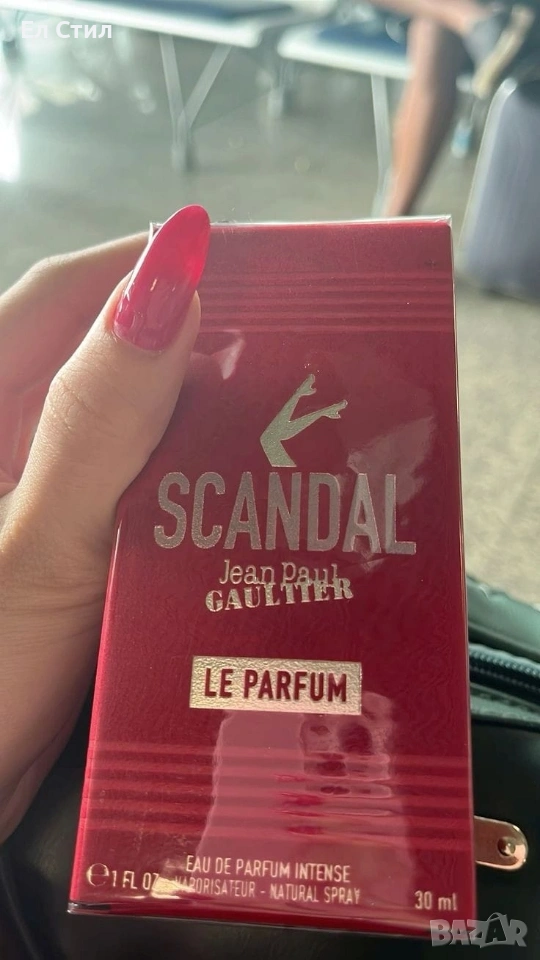 Ел Стил
SCANDAL
Jean Paul
GAULTIER
LE PARFUM
EAU DE PARFUM INTENSE
℮ 1 FL OZ. VAPORISATEUR - NATURAL SPRAY 30 ml
BAZAR